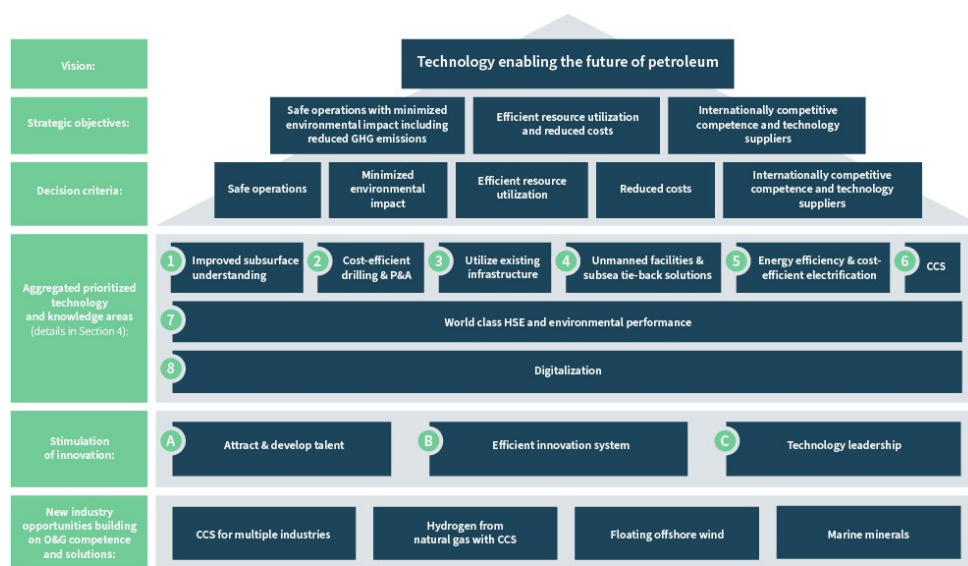 Vision:
Technology enabling the future of petroleum
Strategic objectives:
Safe operations with minimized
environmental impact including
reduced GHG emissions
Efficient resource utilization
and reduced costs
Internationally competitive
competence and technology
suppliers
Decision criteria:
Safe operations
Minimized
environmental
impact
Efficient resource
utilization
Reduced costs
Internationally competitive
competence and technology
suppliers
Aggregated prioritized
technology
and knowledge areas
(details in Section 4):
1
Improved subsurface
understanding
2
Cost-efficient
drilling & P&A
3
Utilize existing
infrastructure
4
Unmanned facilities &
subsea tie-back solutions
5
Energy efficiency & cost-
efficient electrification
6
CCS
7
World class HSE and environmental performance
8
Digitalization
Stimulation
of innovation:
A
Attract & develop talent
B
Efficient innovation system
C
Technology leadership
New industry
opportunities building
on O&G competence
and solutions:
CCS for multiple industries
Hydrogen from
natural gas with CCS
Floating offshore wind
Marine minerals